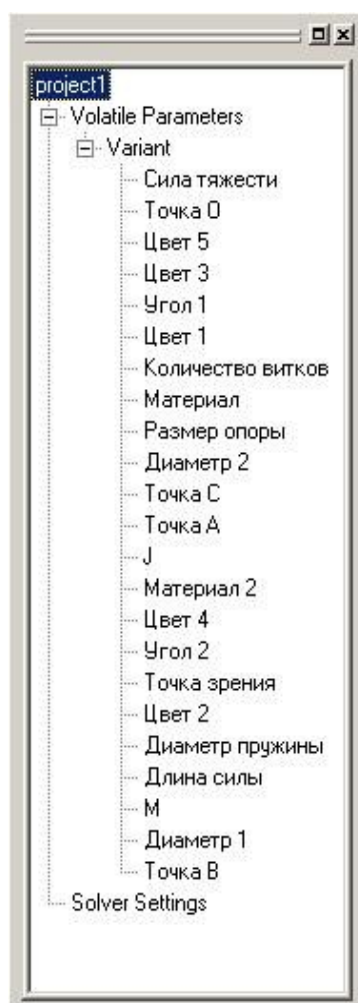 project1
Volatile Parameters
Variant
Сила тяжести
Точка О
Цвет 5
Цвет 3
Угол 1
Цвет 1
Количество витков
Материал
Размер опоры
Диаметр 2
Точка С
Точка А
J
Материал 2
Цвет 4
Угол 2
Точка зрения
Цвет 2
Диаметр пружины
Длина силы
М
Диаметр 1
Точка В
Solver Settings